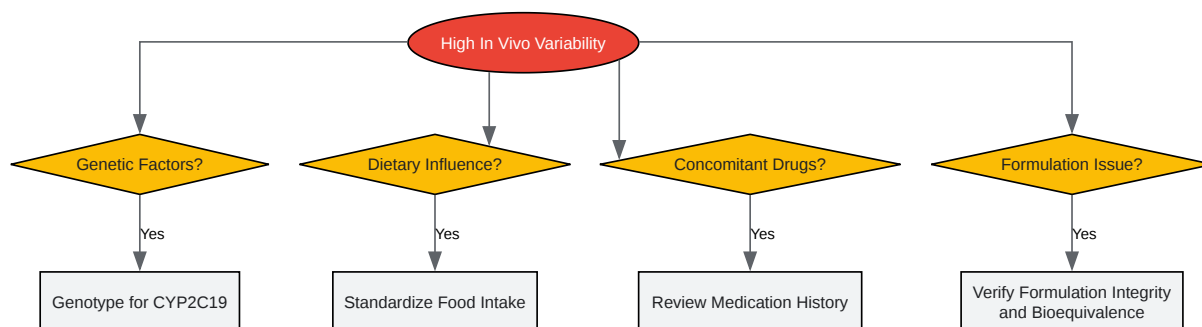 High In Vivo Variability
Genetic Factors?
Dietary Influence?
Concomitant Drugs?
Formulation Issue?
Yes
Yes
Yes
Yes
Genotype for CYP2C19
Standardize Food Intake
Review Medication History
Verify Formulation Integrity
and Bioequivalence